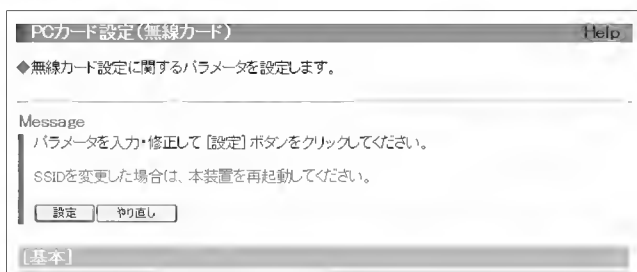 PCカード設定(無線カード) Help
◆無線カード設定に関するパラメータを設定します。
Message
パラメータを入力・修正して [設定] ボタンをクリックしてください。
SSIDを変更した場合は、本装置を再起動してください。
設定 やり直し
[基本]